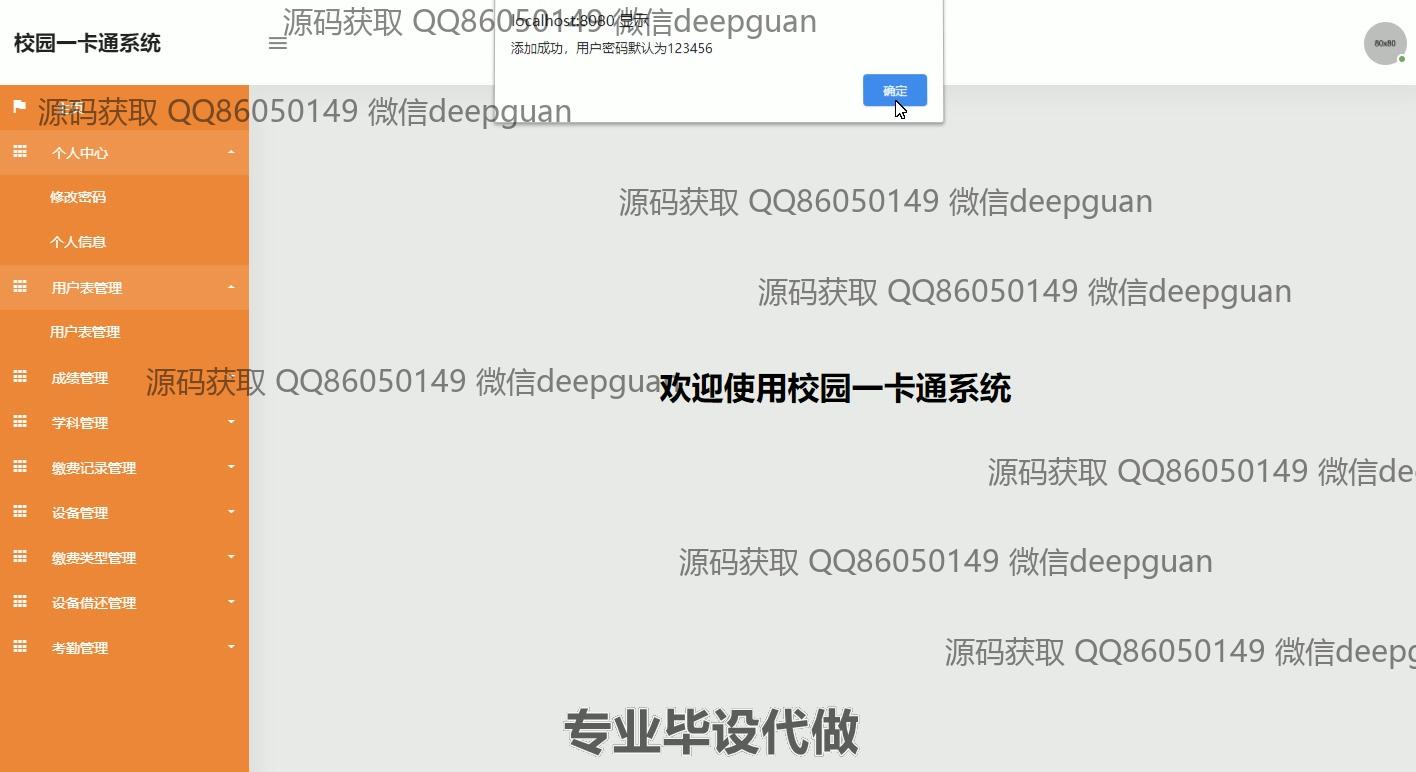 源码获取 QQ86050149 微信deepguan
localhost:8080 显示
校园一卡通系统
添加成功，用户密码默认为123456
80x80
确定
主页
源码获取 QQ86050149 微信deepguan
个人中心
修改密码
源码获取 QQ86050149 微信deepguan
个人信息
用户表管理
源码获取 QQ86050149 微信deepguan
用户表管理
成绩管理
源码获取 QQ86050149 微信deepguan
欢迎使用校园一卡通系统
学科管理
缴费记录管理
源码获取 QQ86050149 微信de
设备管理
缴费类型管理
源码获取 QQ86050149 微信deepguan
设备借还管理
考勤管理
源码获取 QQ86050149 微信deepg
专业毕设代做